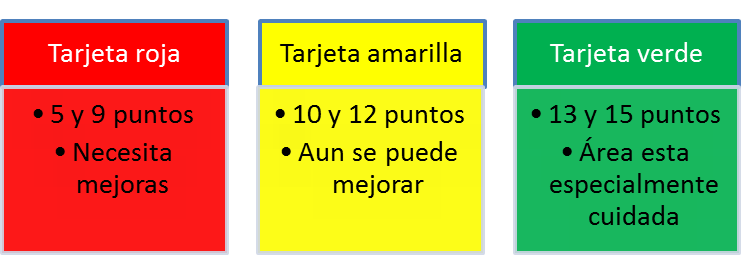 Tarjeta roja
• 5 y 9 puntos
• Necesita
mejoras
Tarjeta amarilla
• 10 y 12 puntos
• Aun se puede
mejorar
Tarjeta verde
• 13 y 15 puntos
• Área esta
especialmente
cuidada